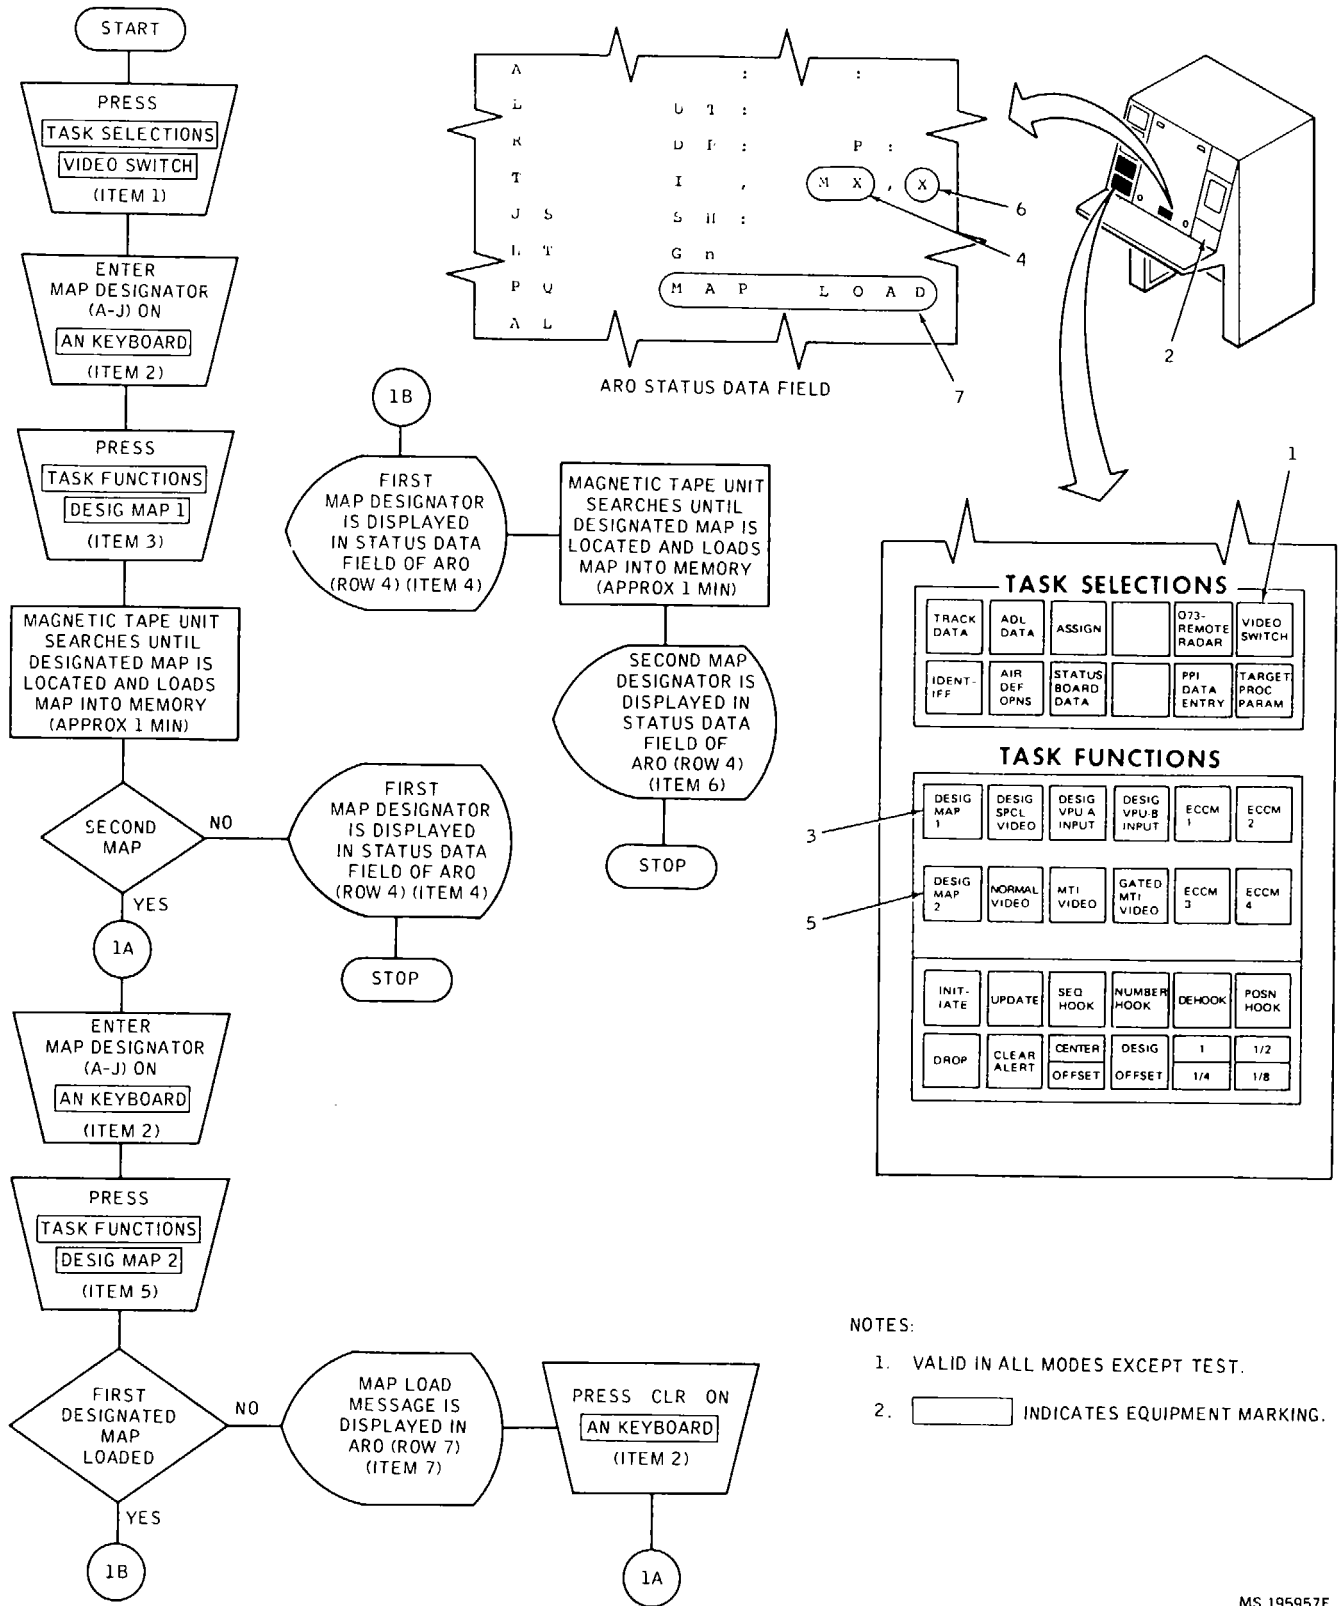 START
PRESS
TASK SELECTIONS
VIDEO SWITCH
(ITEM 1)
ENTER
MAP DESIGNATOR
(A-J) ON
AN KEYBOARD
(ITEM 2)
PRESS
TASK FUNCTIONS
DESIG MAP 1
(ITEM 3)
MAGNETIC TAPE UNIT
SEARCHES UNTIL
DESIGNATED MAP IS
LOCATED AND LOADS
MAP INTO MEMORY
(APPROX 1 MIN)
SECOND
MAP
NO
FIRST
MAP DESIGNATOR
IS DISPLAYED
IN STATUS DATA
FIELD OF ARO
(ROW 4) (ITEM 4)
STOP
YES
1A
ENTER
MAP DESIGNATOR
(A-J) ON
AN KEYBOARD
(ITEM 2)
PRESS
TASK FUNCTIONS
DESIG MAP 2
(ITEM 5)
FIRST
DESIGNATED
MAP
LOADED
NO
MAP LOAD
MESSAGE IS
DISPLAYED IN
ARO (ROW 7)
(ITEM 7)
PRESS CLR ON
AN KEYBOARD
(ITEM 2)
1A
YES
1B
1B
FIRST
MAP DESIGNATOR
IS DISPLAYED
IN STATUS DATA
FIELD OF ARO
(ROW 4) (ITEM 4)
MAGNETIC TAPE UNIT
SEARCHES UNTIL
DESIGNATED MAP IS
LOCATED AND LOADS
MAP INTO MEMORY
(APPROX 1 MIN)
SECOND MAP
DESIGNATOR IS
DISPLAYED IN
STATUS DATA
FIELD OF
ARO (ROW 4)
(ITEM 6)
STOP
A : :
L :
R D : P :
T I , M X , X
J S S H :
L T G n
P Q M A P L O A D
A L
6
4
7
ARO STATUS DATA FIELD
2
1
TASK SELECTIONS
TRACK DATA ADL DATA ASSIGN 073-REMOTE RADAR VIDEO SWITCH
IDENT-IFF AIR DEF OPNS STATUS BOARD DATA PPI DATA ENTRY TARGET PROC PARAM
TASK FUNCTIONS
3
DESIG MAP 1 DESIG SPCL VIDEO DESIG VPU-A INPUT DESIG VPU-B INPUT ECCM 1 ECCM 2
5
DESIG MAP 2 NORMAL VIDEO MTI VIDEO GATED MTI VIDEO ECCM 3 ECCM 4
INIT-IATE UPDATE SEQ HOOK NUMBER HOOK DEHOOK POSN HOOK
DROP CLEAR ALERT CENTER OFFSET DESIG OFFSET 1 1/4 1/2 1/8
NOTES:
1. VALID IN ALL MODES EXCEPT TEST.
2. INDICATES EQUIPMENT MARKING.
MS 195957F